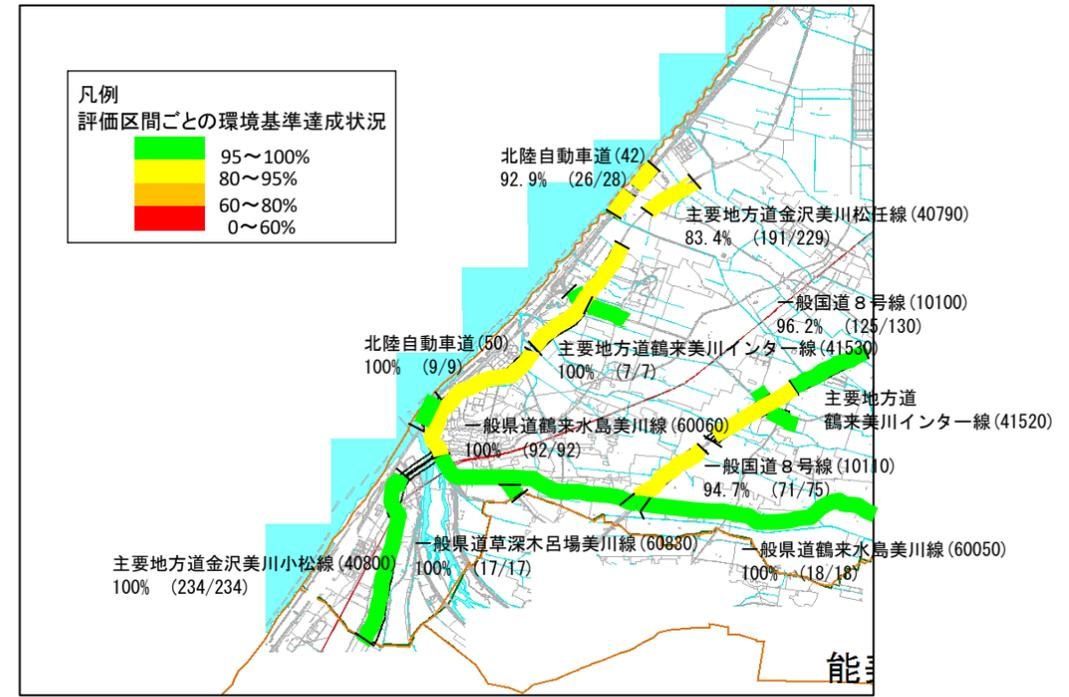 凡例
評価区間ごとの環境基準達成状況
95～100%
80～95%
60～80%
0～60%
北陸自動車道(42)
92.9% (26/28)
主要地方道金沢美川松任線(40790)
83.4% (191/229)
一般国道８号線(10100)
96.2% (125/130)
北陸自動車道(50)
100% (9/9)
主要地方道鶴来美川インター線(41530)
100% (7/7)
主要地方道
鶴来美川インター線(41520)
一般県道鶴来水島美川線(60060)
100% (92/92)
一般国道８号線(10110)
94.7% (71/75)
主要地方道金沢美川小松線(40800)
100% (234/234)
一般県道草深木呂場美川線(60830)
100% (17/17)
一般県道鶴来水島美川線(60050)
100% (18/18)
能